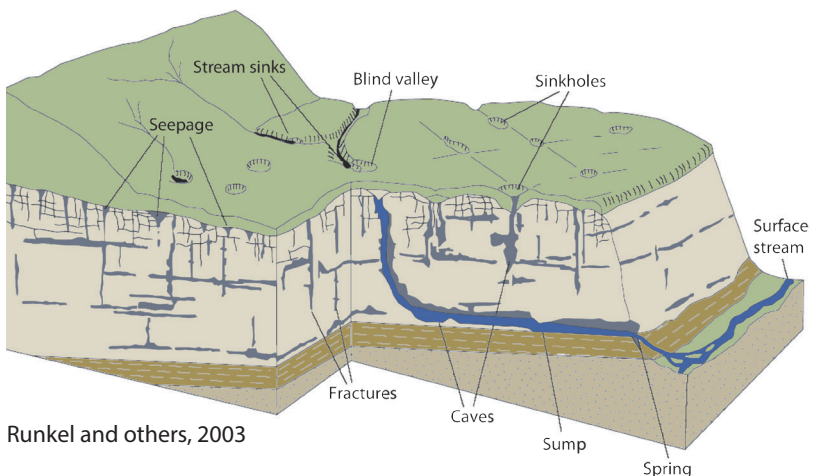 Stream sinks
Blind valley
Sinkholes
Seepage
Surface
stream
Fractures
Caves
Runkel and others, 2003
Sump
Spring